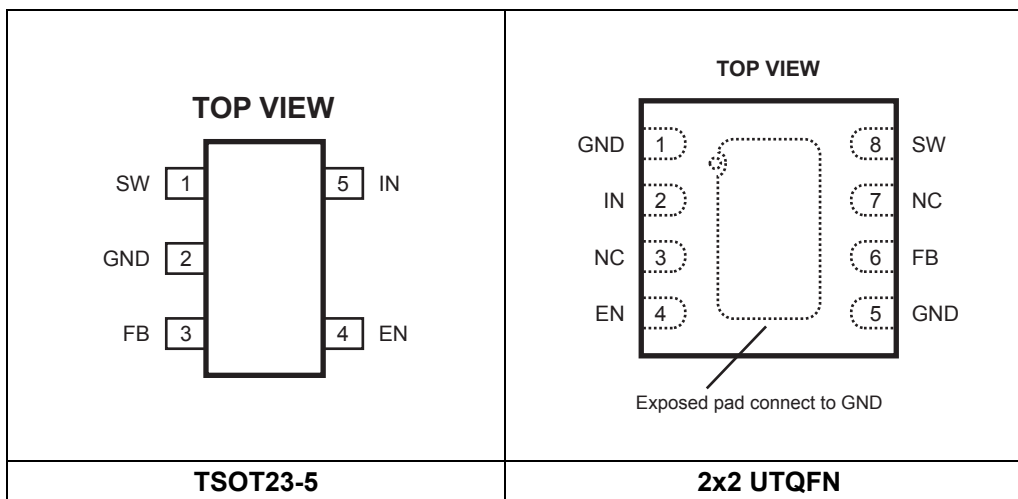 TOP VIEW
SW 1
5 IN
GND 2
FB 3
4 EN
TSOT23-5
TOP VIEW
GND 1
8 SW
IN 2
7 NC
NC 3
6 FB
EN 4
5 GND
Exposed pad connect to GND
2x2 UTQFN